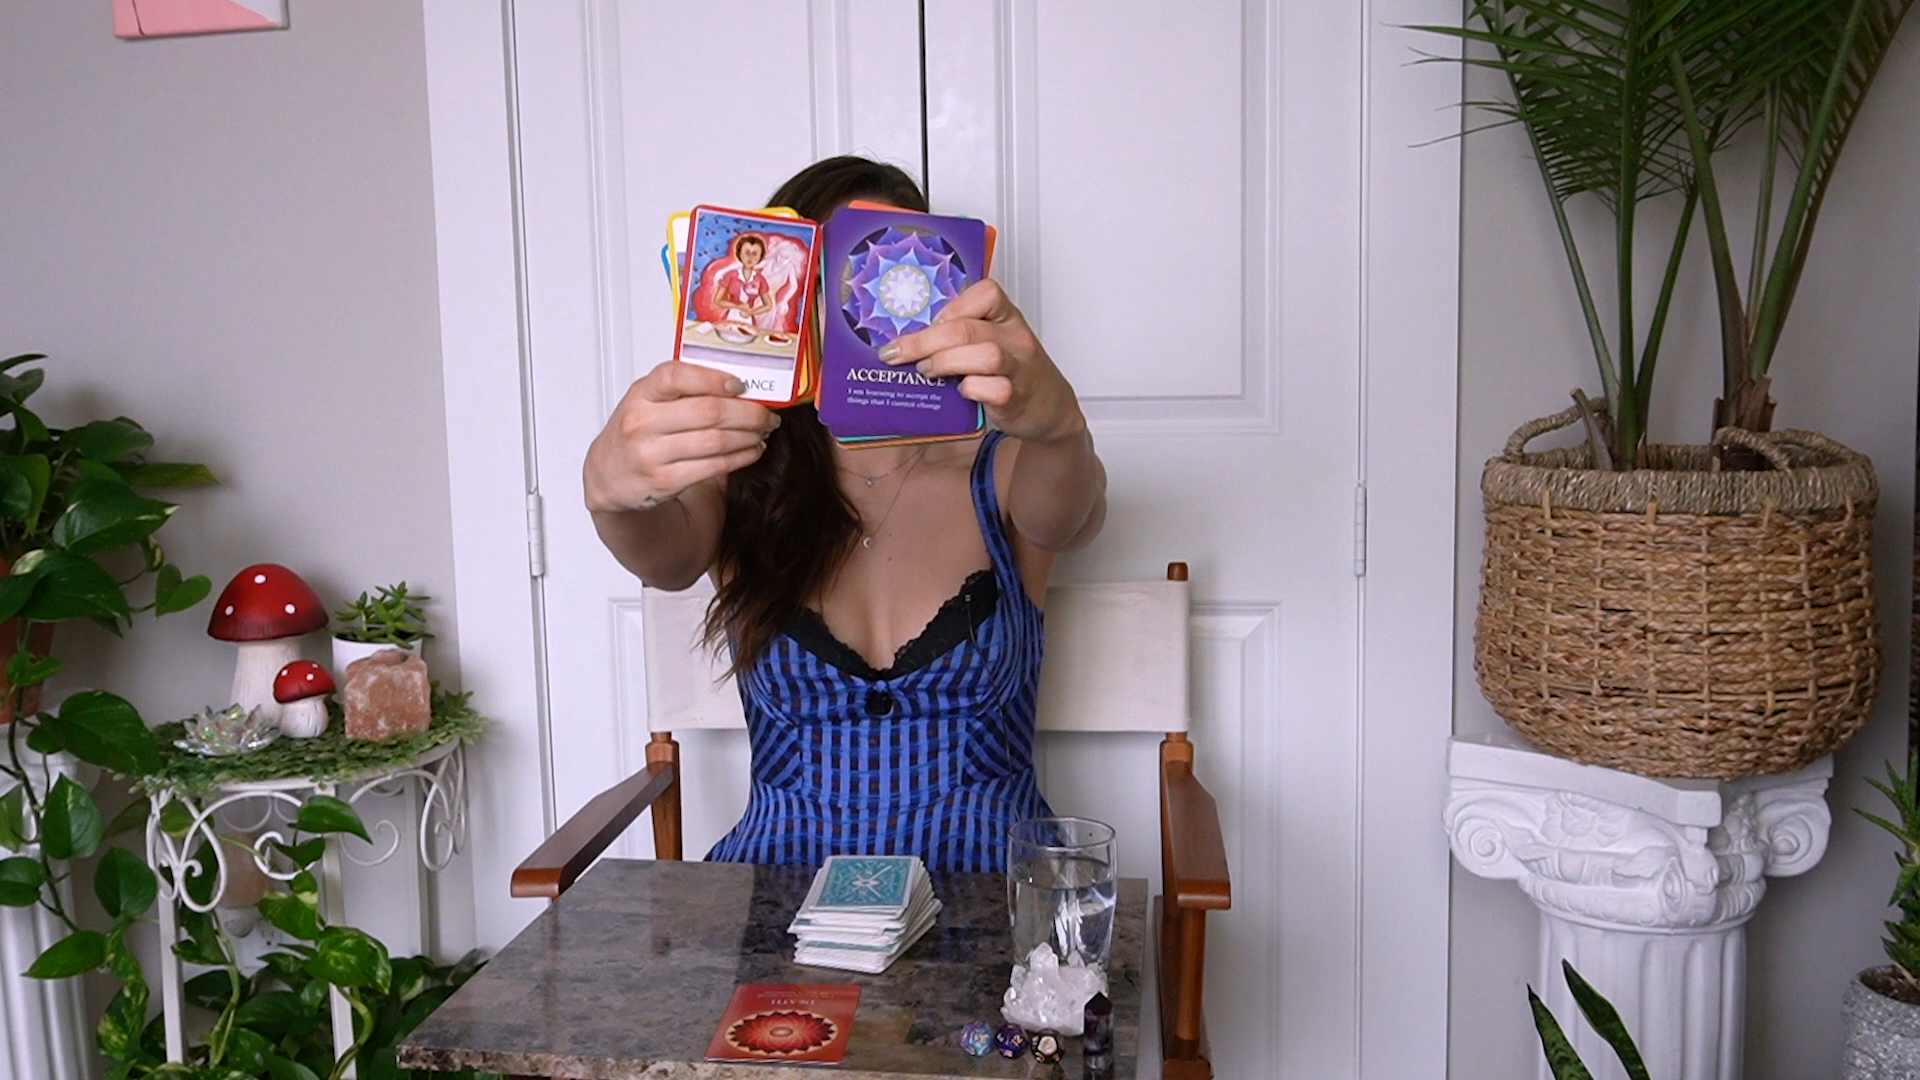 ANCE
ACCEPTANCE
I am learning to accept the
things that I cannot change
DEATH